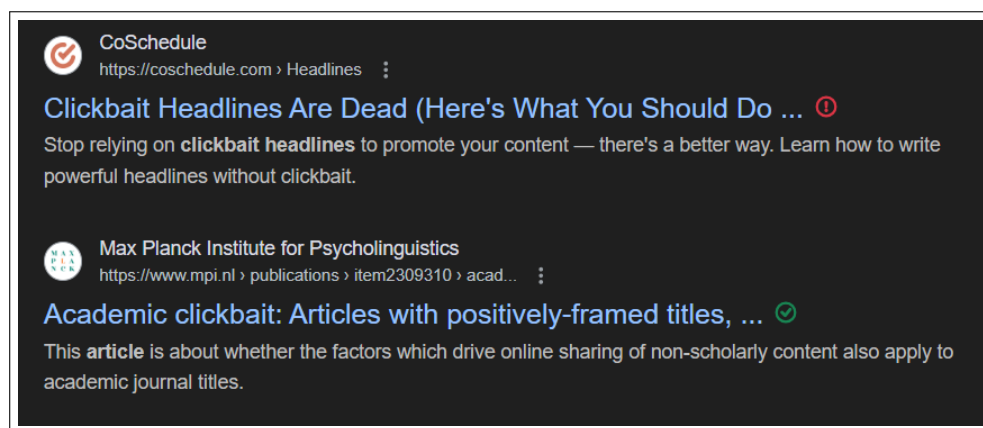 CoSchedule
https://coschedule.com › Headlines
Clickbait Headlines Are Dead (Here's What You Should Do ...
Stop relying on clickbait headlines to promote your content — there's a better way. Learn how to write
powerful headlines without clickbait.
MAX
PLA
NCK
Max Planck Institute for Psycholinguistics
https://www.mpi.nl › publications › item2309310 › acad...
Academic clickbait: Articles with positively-framed titles, ...
This article is about whether the factors which drive online sharing of non-scholarly content also apply to
academic journal titles.